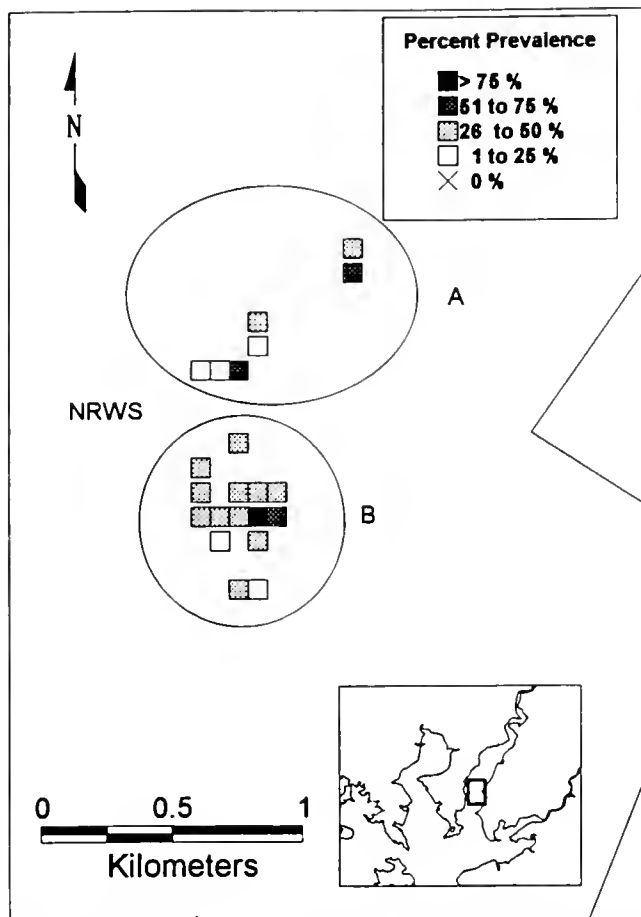 Percent Prevalence
> 75 %
51 to 75 %
26 to 50 %
1 to 25 %
0 %
N
A
NRWS
B
0 0.5 1
Kilometers